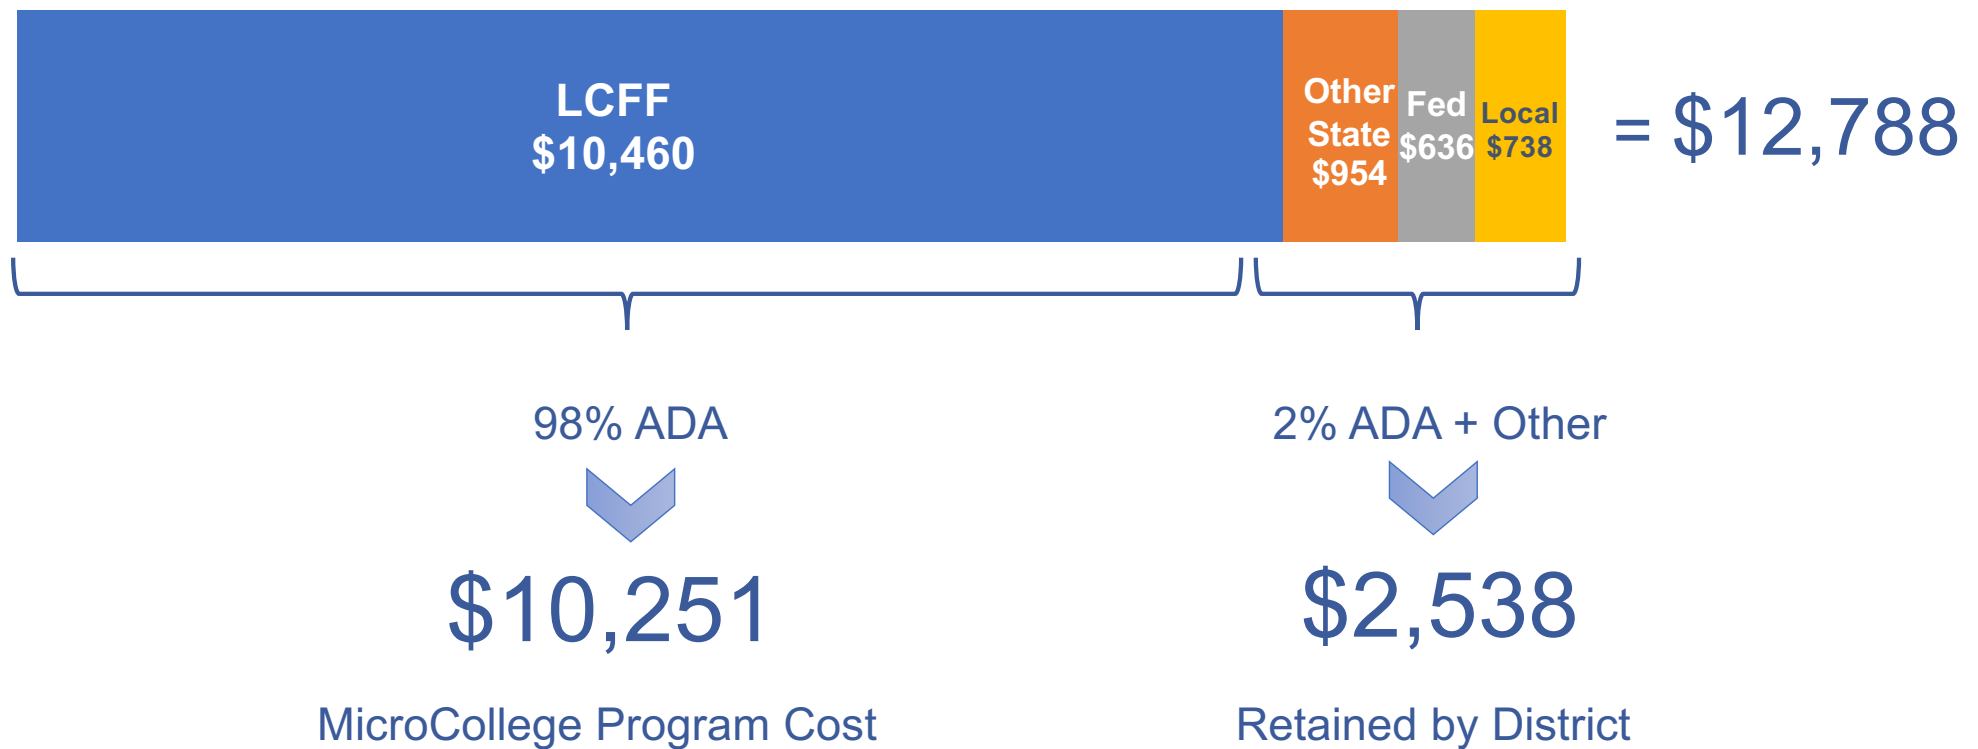 LCFF
$10,460
Other
State
$954
Fed
$636
Local
$738
= $12,788
98% ADA
2% ADA + Other
$10,251
$2,538
MicroCollege Program Cost
Retained by District